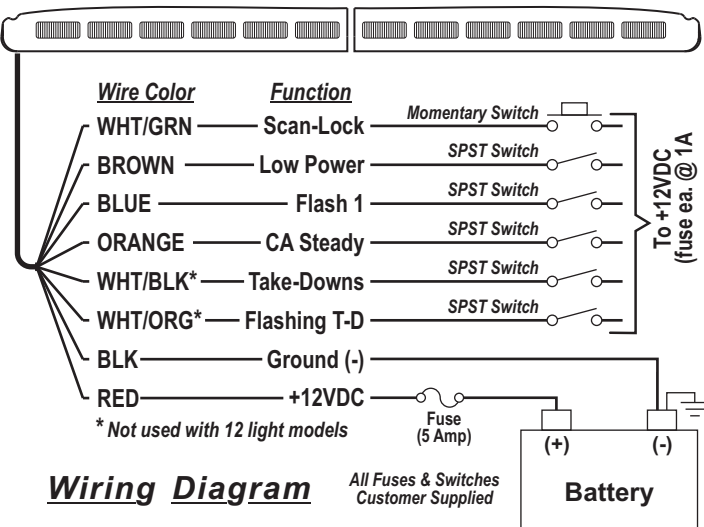 Wire Color Function
WHT/GRN Scan-Lock Momentary Switch
BROWN Low Power SPST Switch
BLUE Flash 1 SPST Switch
ORANGE CA Steady SPST Switch
WHT/BLK* Take-Downs SPST Switch
WHT/ORG* Flashing T-D SPST Switch
To +12VDC
(fuse ea. @ 1A
BLK Ground (-)
RED +12VDC
Fuse
(5 Amp)
* Not used with 12 light models
(+) (-)
Battery
Wiring Diagram
All Fuses & Switches
Customer Supplied